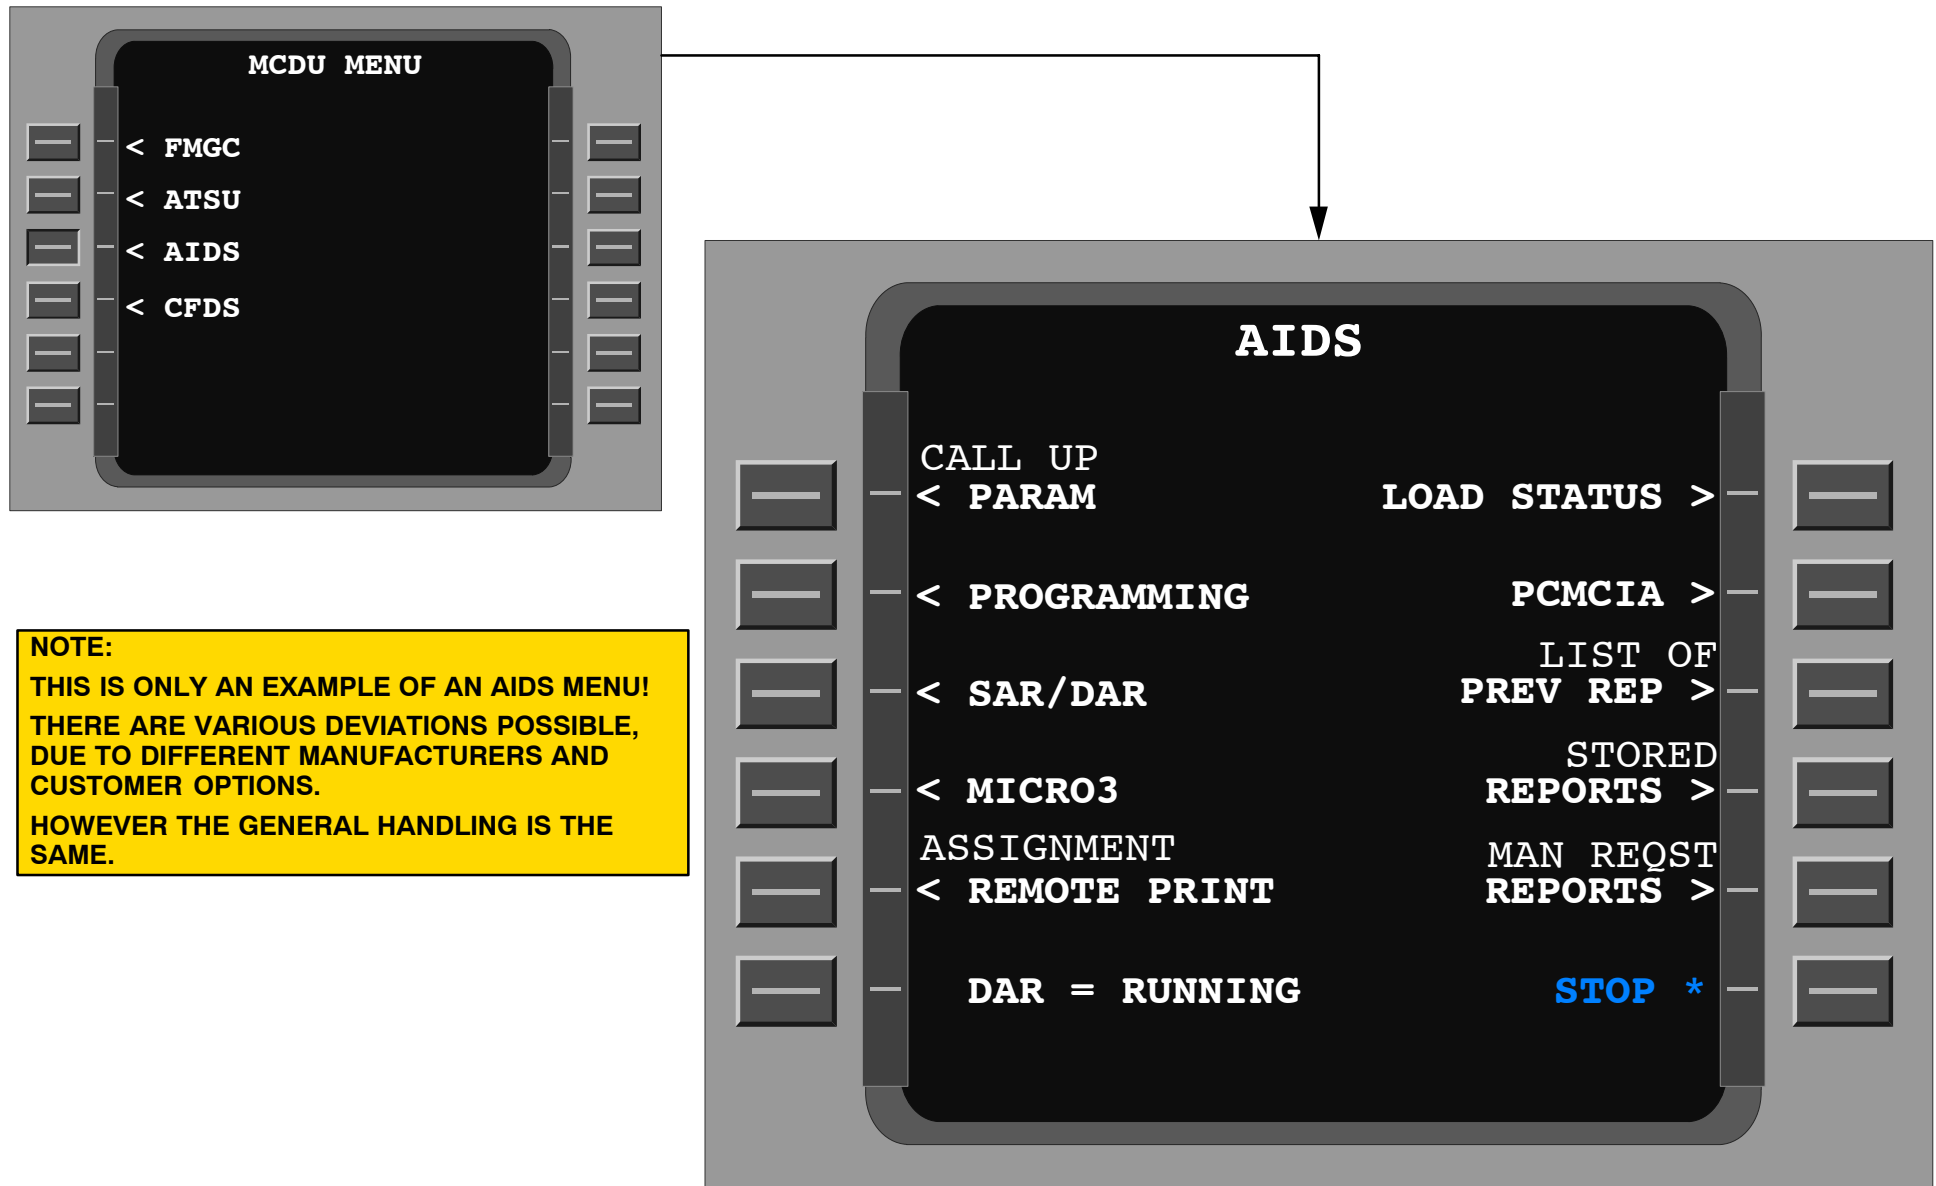 MCDU MENU
< FMGC
< ATSU
< AIDS
< CFDS
NOTE:
THIS IS ONLY AN EXAMPLE OF AN AIDS MENU!
THERE ARE VARIOUS DEVIATIONS POSSIBLE,
DUE TO DIFFERENT MANUFACTURERS AND
CUSTOMER OPTIONS.
HOWEVER THE GENERAL HANDLING IS THE
SAME.
AIDS
CALL UP
< PARAM LOAD STATUS >
< PROGRAMMING PCMCIA >
LIST OF
< SAR/DAR PREV REP >
STORED
< MICRO3 REPORTS >
ASSIGNMENT MAN REQST
< REMOTE PRINT REPORTS >
DAR = RUNNING STOP *